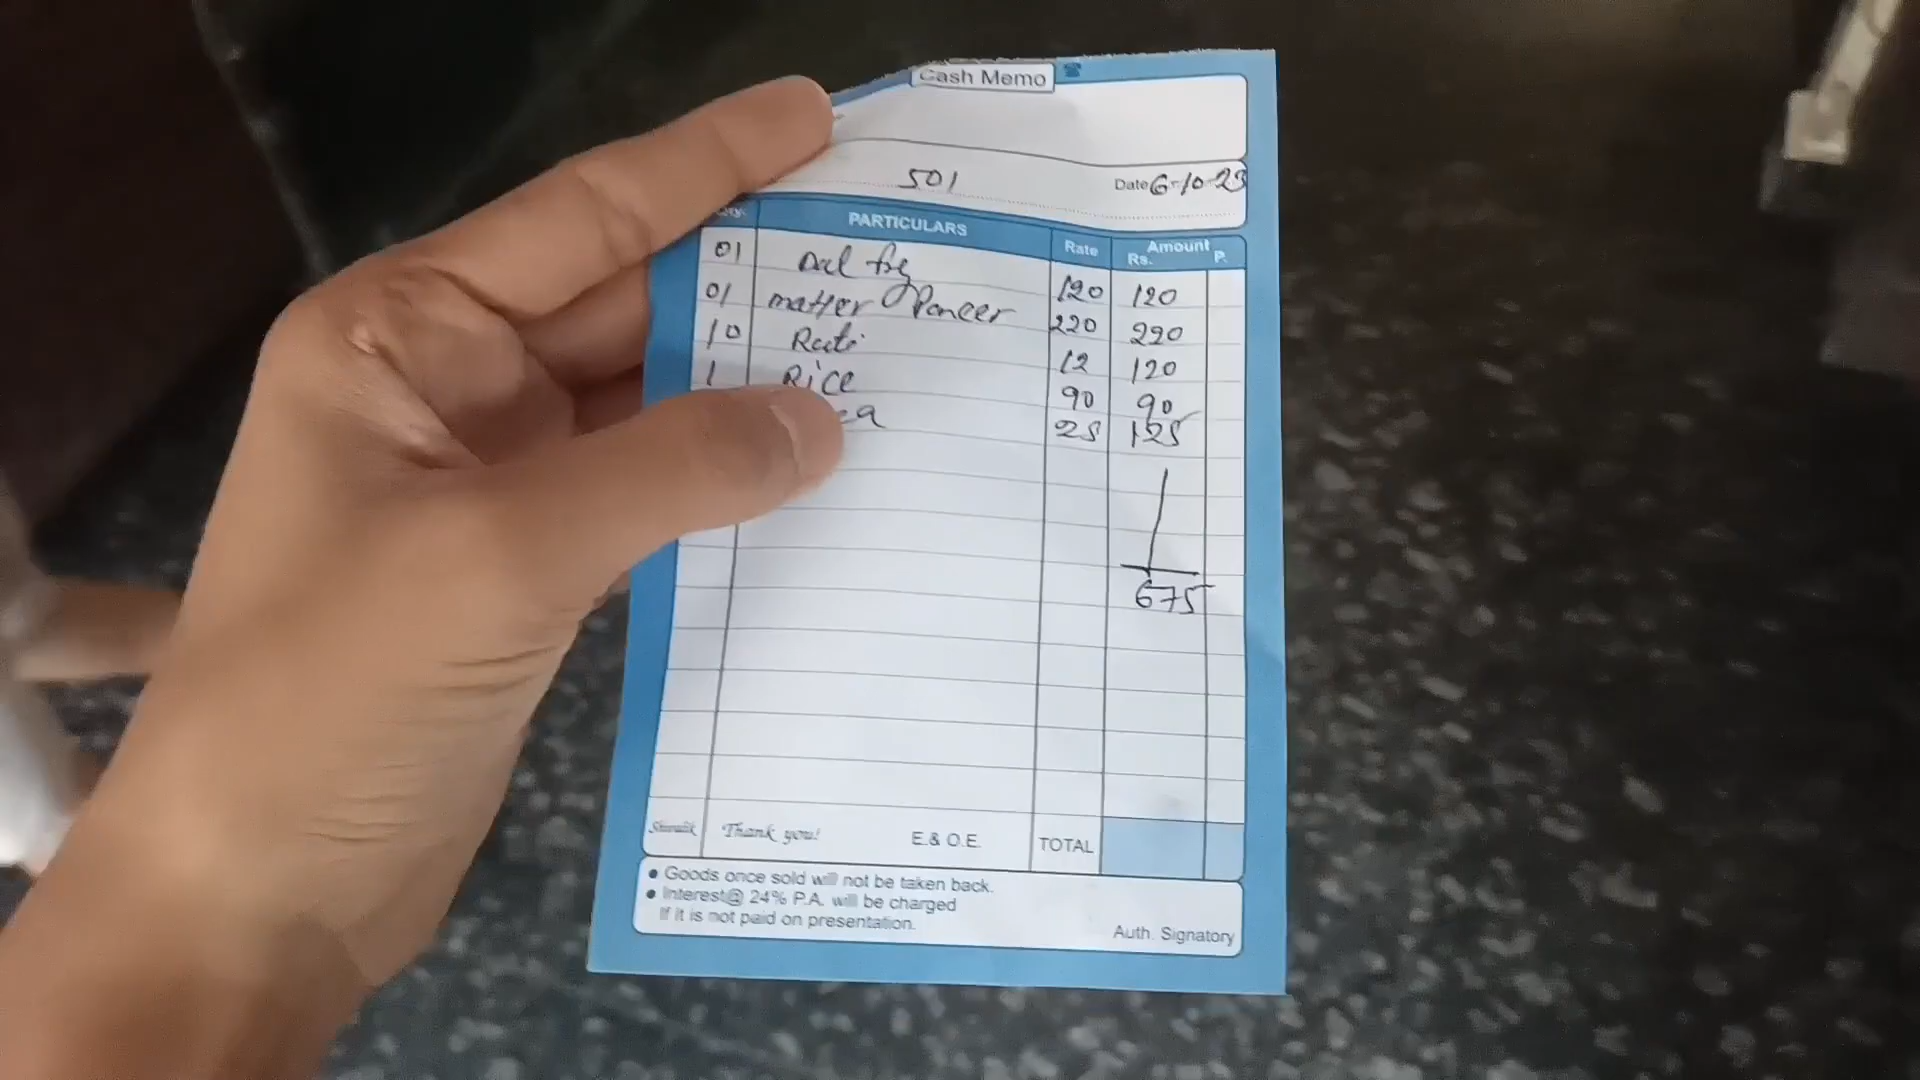 Cash Memo
501 Date 6-10-23
Qty. PARTICULARS Rate Amount Rs. P.
01 Dal fry 120 120
01 matter Paneer 220 220
10 Roti 12 120
1 Rice 90 90
25 125
675
Thank you! E.& O.E. TOTAL
• Goods once sold will not be taken back.
• Interest@ 24% P.A. will be charged
If it is not paid on presentation.
Auth. Signatory